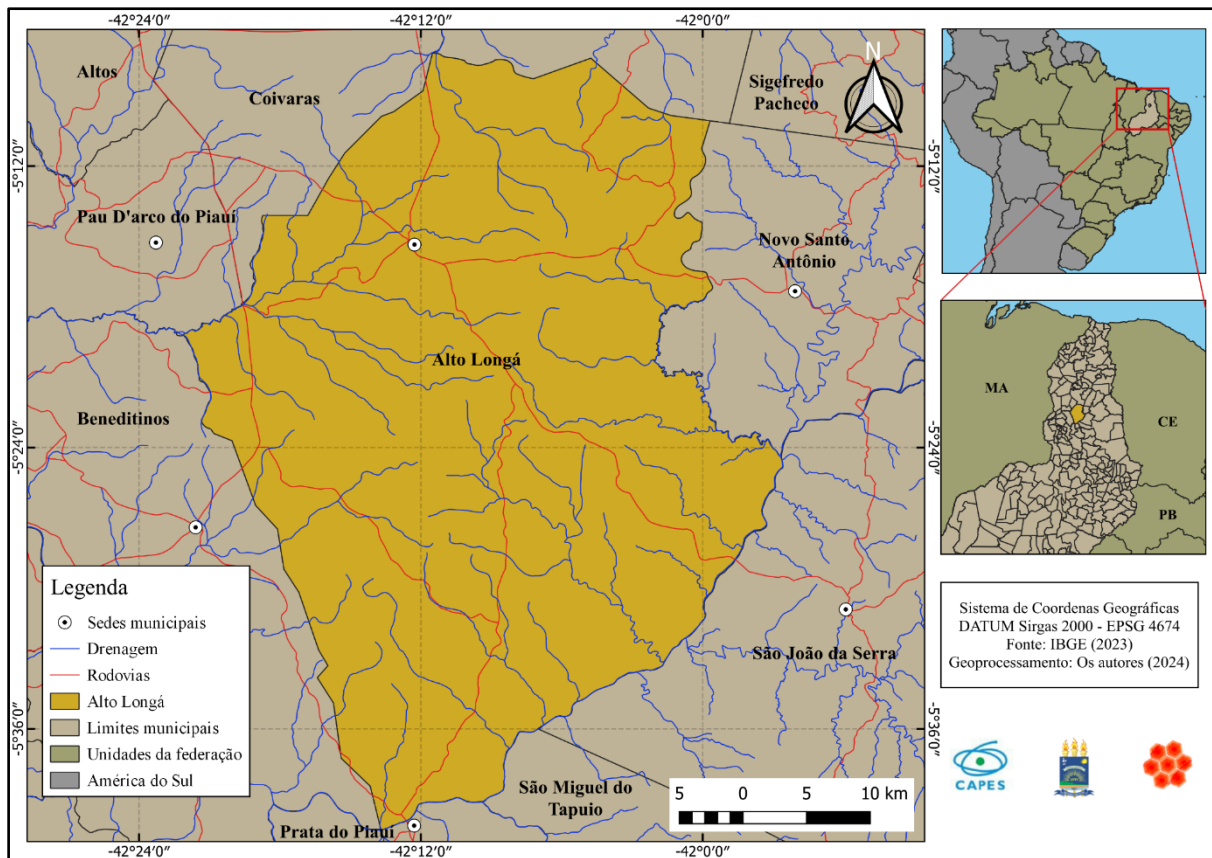 -42°24'0"
-42°12'0"
-42°0'0"
N
Altos
Coivaras
Sigefredo
Pacheco
-5°12'0"
-5°12'0"
Pau D'arco do Piauí
Novo Santo
Antônio
Alto Longá
Beneditinos
-5°24'0"
-5°24'0"
São João da Serra
-5°36'0"
-5°36'0"
São Miguel do
Tapuio
Prata do Piauí
Legenda
Sedes municipais
Drenagem
Rodovias
Alto Longá
Limites municipais
Unidades da federação
América do Sul
5 0 5 10 km
-42°24'0"
-42°12'0"
-42°0'0"
MA
CE
PB
Sistema de Coordenas Geográficas
DATUM Sirgas 2000 - EPSG 4674
Fonte: IBGE (2023)
Geoprocessamento: Os autores (2024)
CAPES